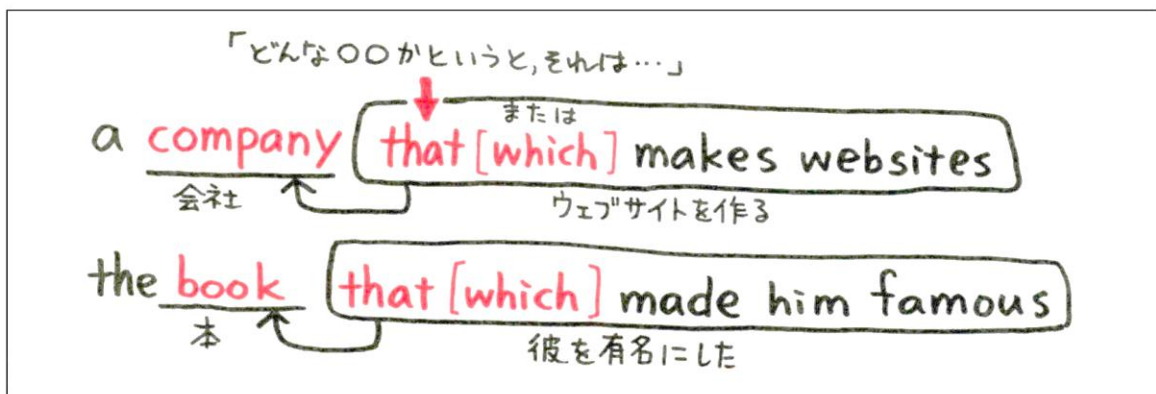 「どんな○○かというと,それは…」
または
a company that [which] makes websites
会社 ウェブサイトを作る
the book that [which] made him famous
本 彼を有名にした